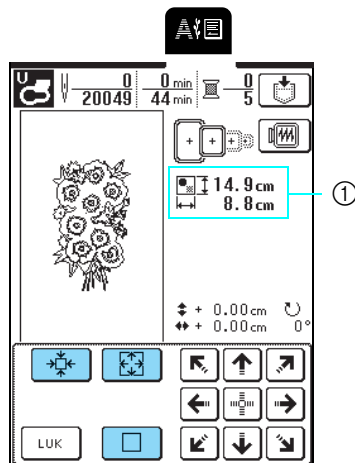 A
U 0 0 min 0
20049 44 min 5
14.9 cm
8.8 cm
①
+ 0.00 cm
+ 0.00 cm 0°
LUK